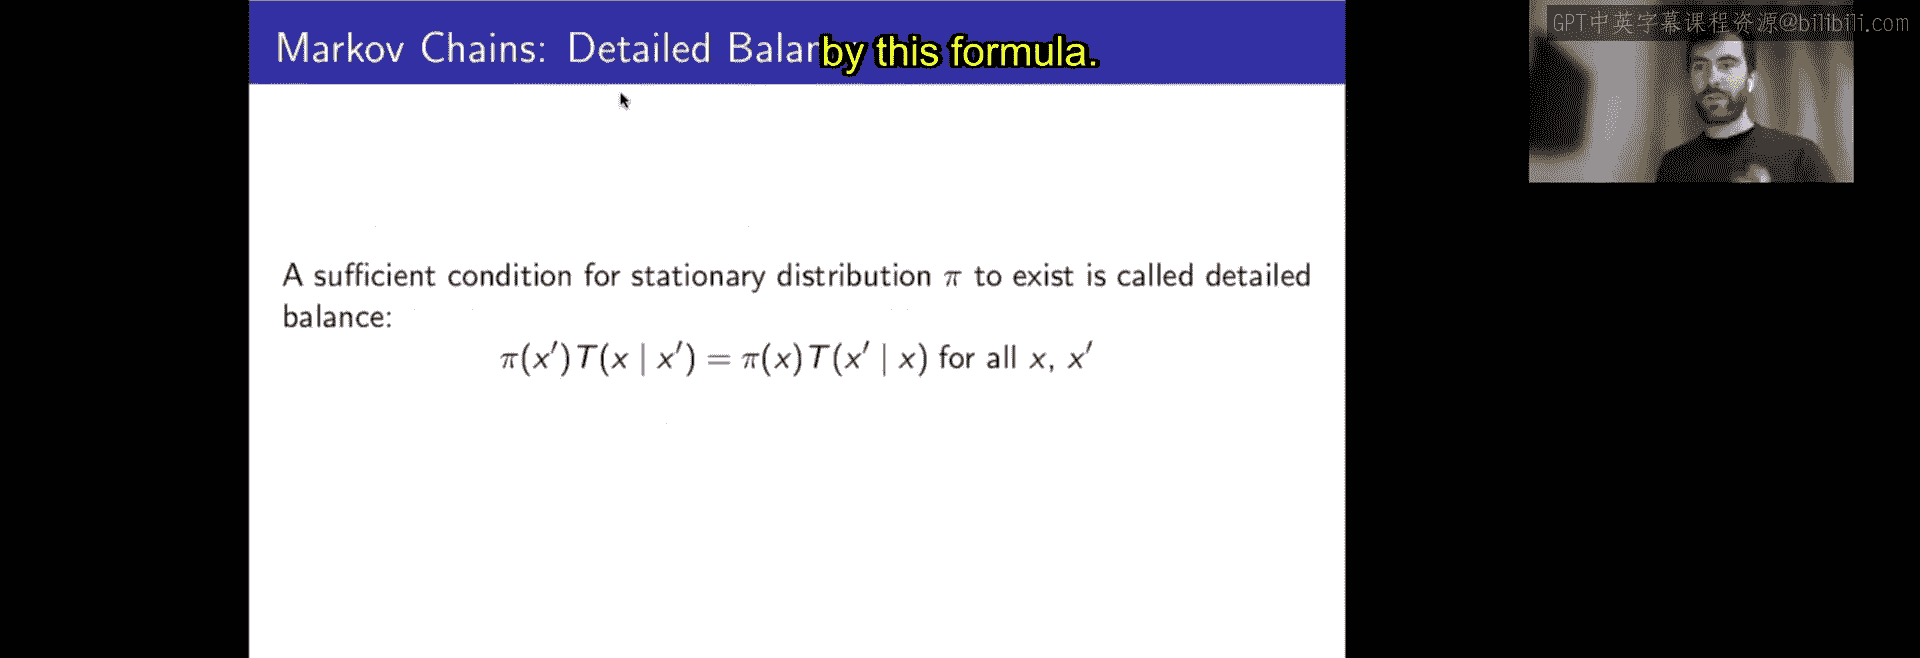 Markov Chains: Detailed Balan
by this formula.
GPT中英字幕课程资源@bilibili.com
A sufficient condition for stationary distribution π to exist is called detailed
balance:
π(x′)T(x | x′) = π(x)T(x′ | x) for all x, x′